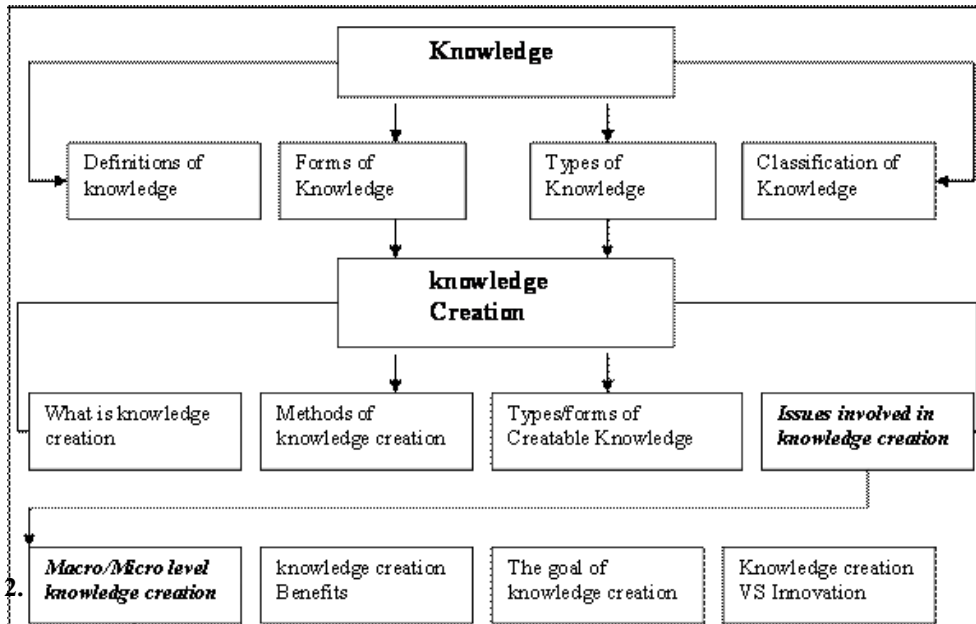 Knowledge
Definitions of
knowledge
Forms of
Knowledge
Types of
Knowledge
Classification of
Knowledge
knowledge
Creation
What is knowledge
creation
Methods of
knowledge creation
Types/forms of
Creatable Knowledge
Issues involved in
knowledge creation
2.
Macro/Micro level
knowledge creation
knowledge creation
Benefits
The goal of
knowledge creation
Knowledge creation
VS Innovation